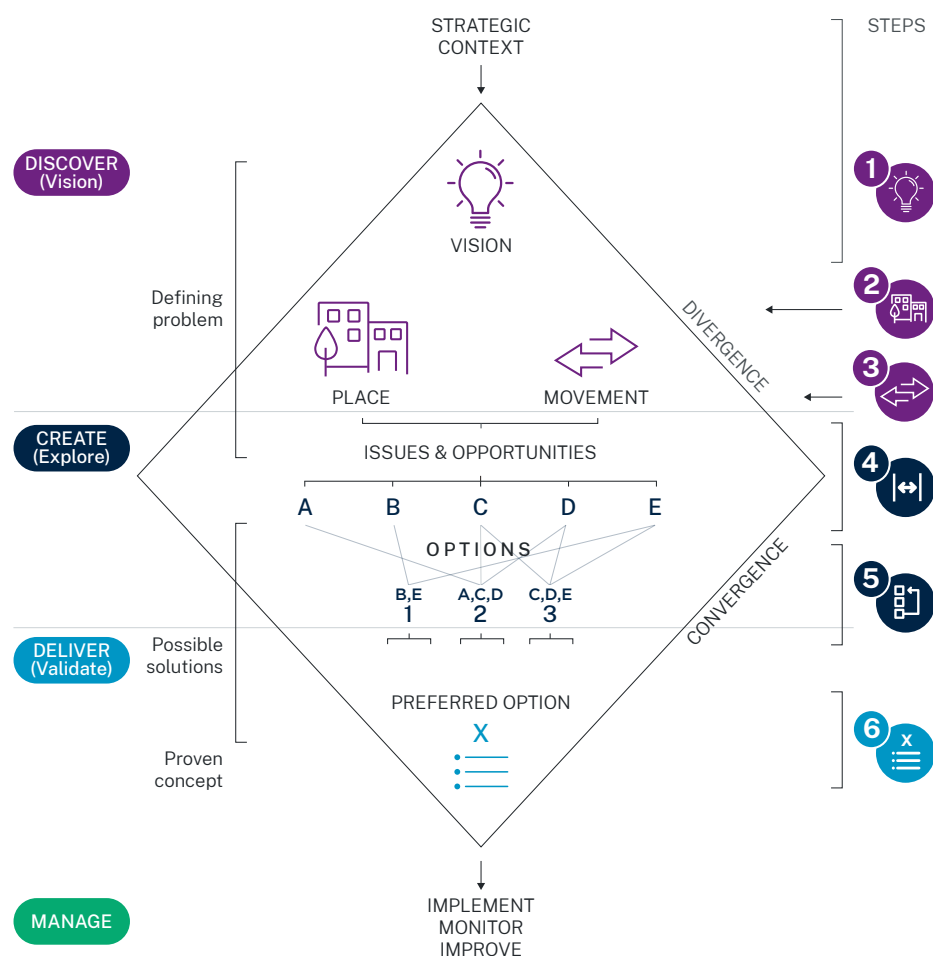 STRATEGIC
CONTEXT
STEPS
DISCOVER
(Vision)
1
VISION
2
Defining
problem
DIVERGENCE
3
PLACE
MOVEMENT
CREATE
(Explore)
ISSUES & OPPORTUNITIES
4
A B C D E
OPTIONS
CONVERGENCE
5
B,E A,C,D C,D,E
1 2 3
DELIVER
(Validate)
Possible
solutions
PREFERRED OPTION
X
6
X
Proven
concept
MANAGE
IMPLEMENT
MONITOR
IMPROVE